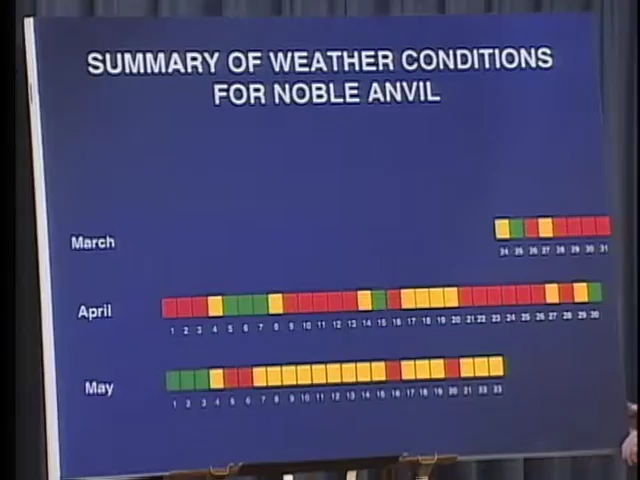 SUMMARY OF WEATHER CONDITIONS
FOR NOBLE ANVIL
March
24 25 26 27 28 29 30 31
April
1 2 3 4 5 6 7 8 9 10 11 12 13 14 15 16 17 18 19 20 21 22 23 24 25 26 27 28 29 30
May
1 2 3 4 5 6 7 8 9 10 11 12 13 14 15 16 17 18 19 20 21 22 23